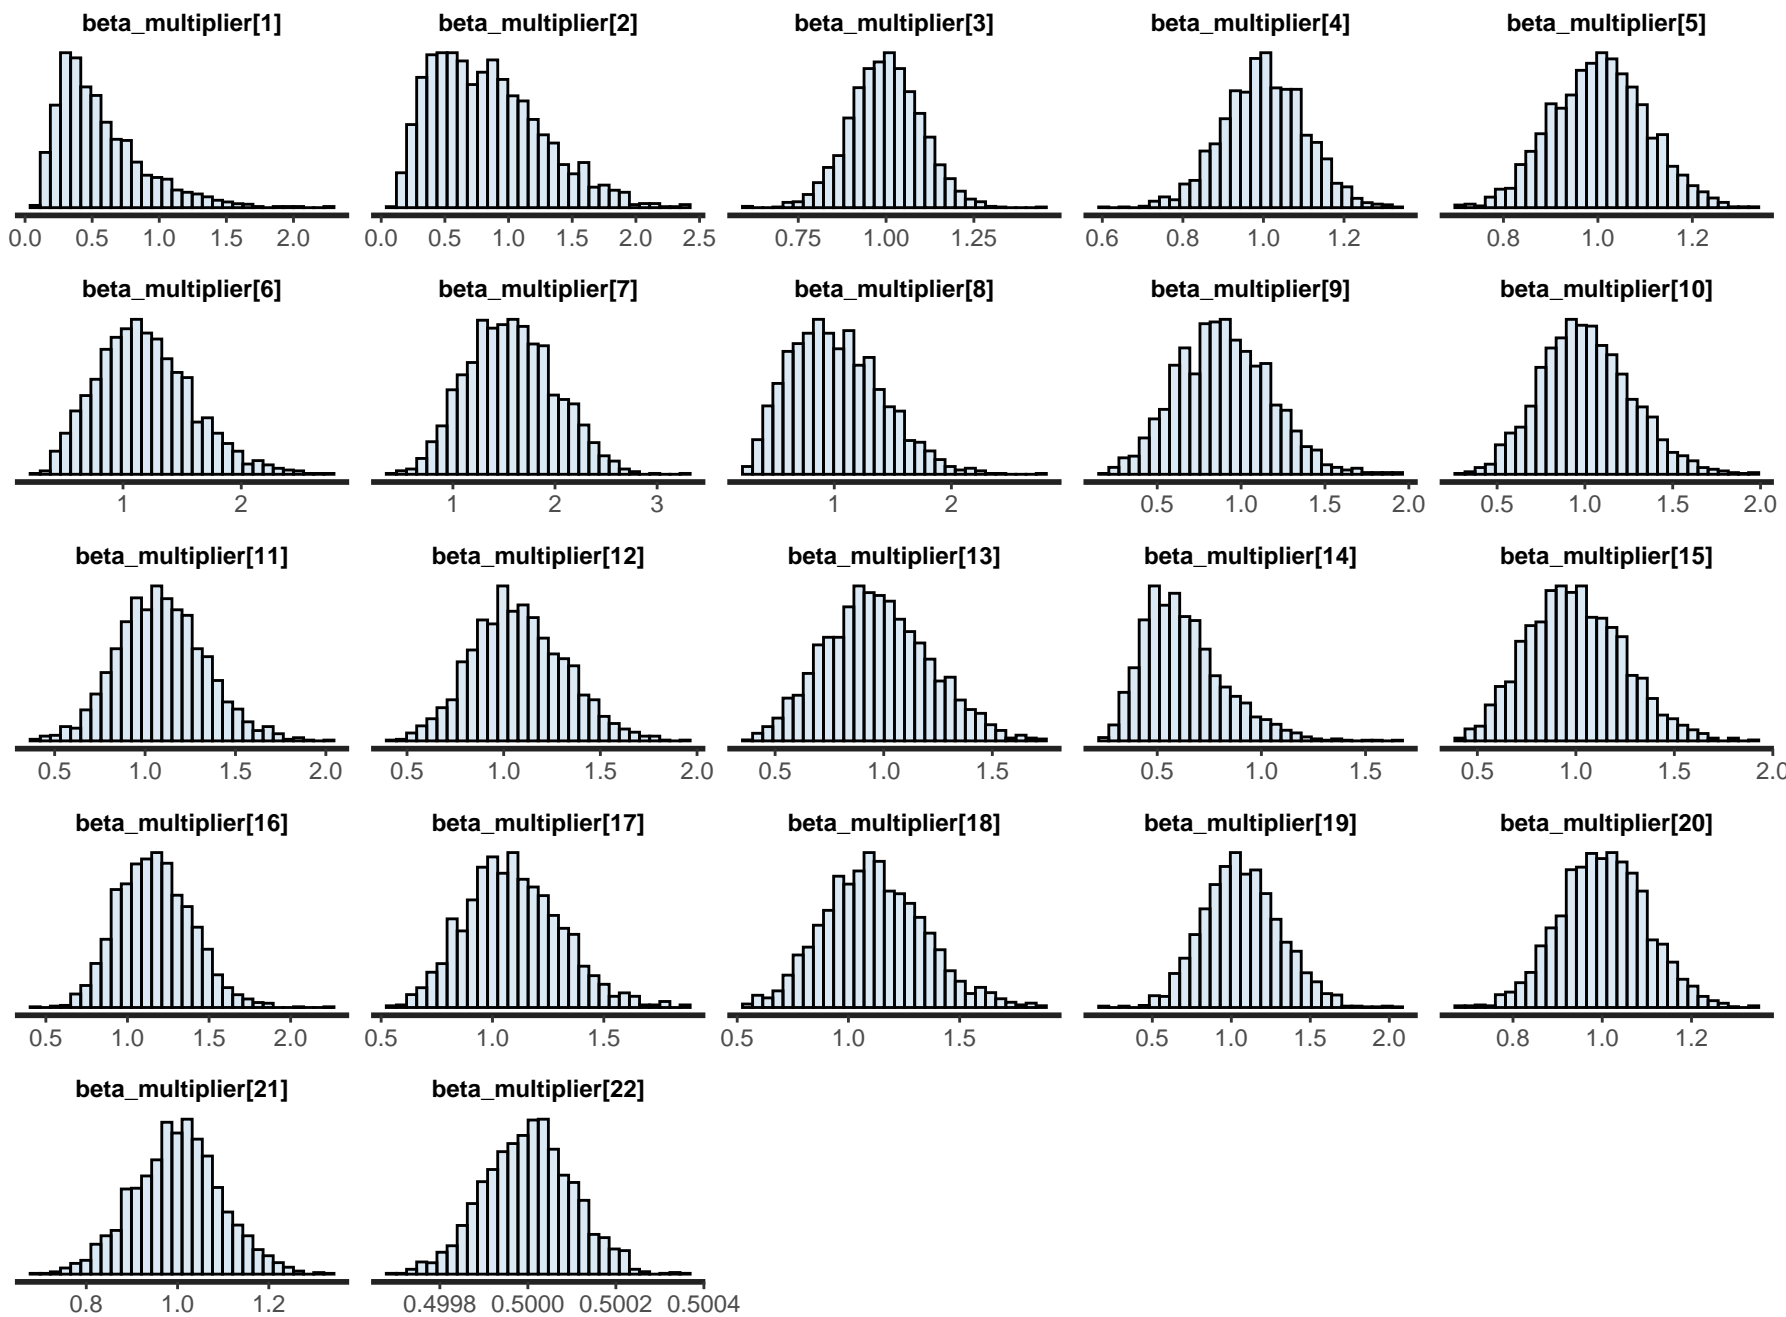 beta_multiplier[1] beta_multiplier[2] beta_multiplier[3] beta_multiplier[4] beta_multiplier[5]
0.0 0.5 1.0 1.5 2.0 0.0 0.5 1.0 1.5 2.0 2.5 0.75 1.00 1.25 0.6 0.8 1.0 1.2 0.8 1.0 1.2
beta_multiplier[6] beta_multiplier[7] beta_multiplier[8] beta_multiplier[9] beta_multiplier[10]
1 2 1 2 3 1 2 0.5 1.0 1.5 2.0 0.5 1.0 1.5 2.0
beta_multiplier[11] beta_multiplier[12] beta_multiplier[13] beta_multiplier[14] beta_multiplier[15]
0.5 1.0 1.5 2.0 0.5 1.0 1.5 2.0 0.5 1.0 1.5 0.5 1.0 1.5 0.5 1.0 1.5 2.0
beta_multiplier[16] beta_multiplier[17] beta_multiplier[18] beta_multiplier[19] beta_multiplier[20]
0.5 1.0 1.5 2.0 0.5 1.0 1.5 0.5 1.0 1.5 0.5 1.0 1.5 2.0 0.8 1.0 1.2
beta_multiplier[21] beta_multiplier[22]
0.8 1.0 1.2 0.4998 0.5000 0.5002 0.5004